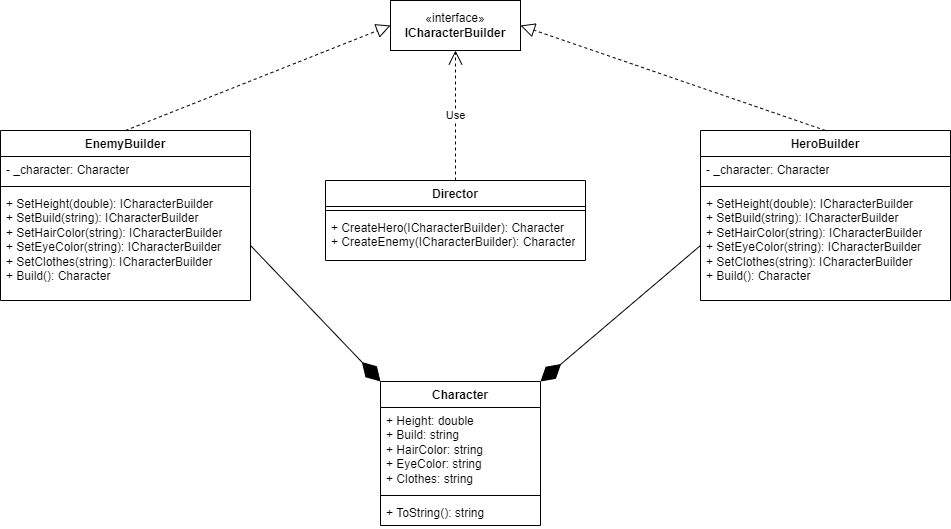 «interface»
ICharacterBuilder
Use
EnemyBuilder
- _character: Character
+ SetHeight(double): ICharacterBuilder
+ SetBuild(string): ICharacterBuilder
+ SetHairColor(string): ICharacterBuilder
+ SetEyeColor(string): ICharacterBuilder
+ SetClothes(string): ICharacterBuilder
+ Build(): Character
Director
+ CreateHero(ICharacterBuilder): Character
+ CreateEnemy(ICharacterBuilder): Character
HeroBuilder
- _character: Character
+ SetHeight(double): ICharacterBuilder
+ SetBuild(string): ICharacterBuilder
+ SetHairColor(string): ICharacterBuilder
+ SetEyeColor(string): ICharacterBuilder
+ SetClothes(string): ICharacterBuilder
+ Build(): Character
Character
+ Height: double
+ Build: string
+ HairColor: string
+ EyeColor: string
+ Clothes: string
+ ToString(): string